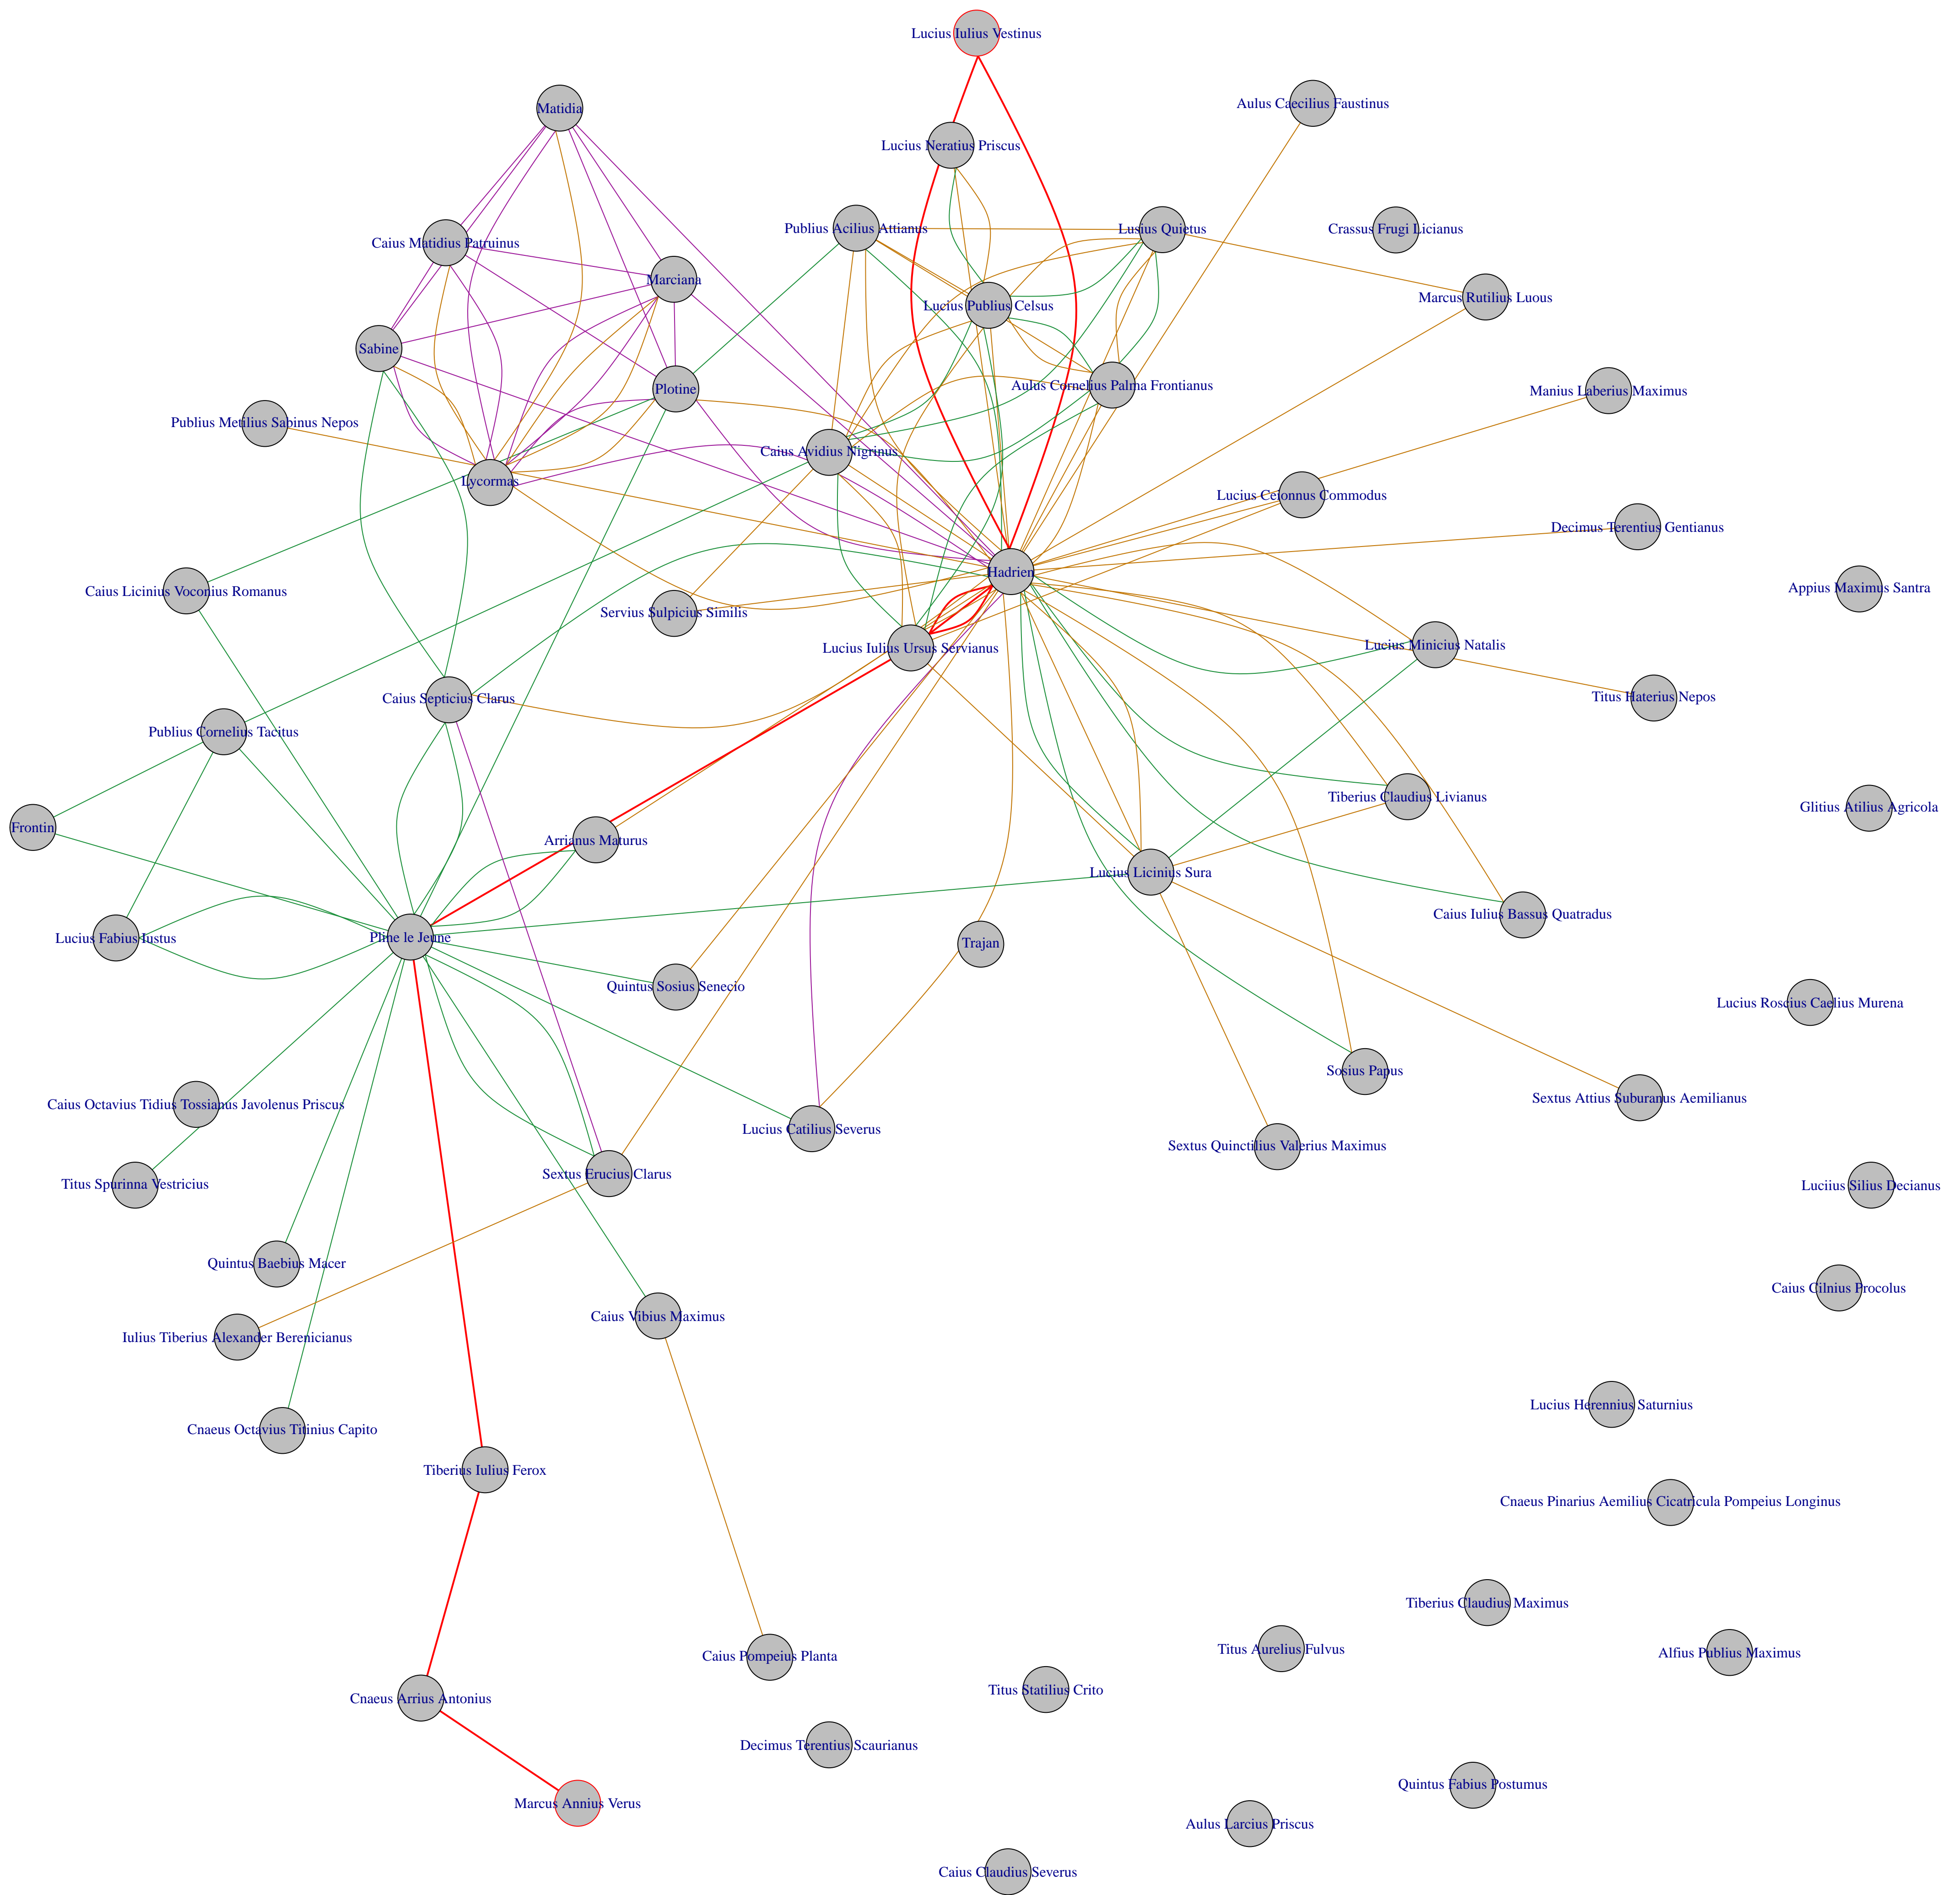 Lucius Iulius Vestinus
Matidia
Aulus Caecilius Faustinus
Lucius Neratius Priscus
Publius Acilius Attianus
Lusius Quietus
Crassus Frugi Licianus
Caius Matidius Patruinus
Marciana
Marcus Rutilius Luous
Lucius Publius Celsus
Sabine
Plotine
Aulus Cornelius Palma Frontianus
Manius Laberius Maximus
Publius Metilius Sabinus Nepos
Caius Avidius Nigrinus
Lycormas
Lucius Ceionnus Commodus
Decimus Terentius Gentianus
Hadrien
Caius Licinius Voconius Romanus
Appius Maximus Santra
Servius Sulpicius Similis
Lucius Iulius Ursus Servianus
Lucius Minicius Natalis
Caius Septicius Clarus
Titus Haterius Nepos
Publius Cornelius Tacitus
Tiberius Claudius Livianus
Glitius Atilius Agricola
Frontin
Arrianus Maturus
Lucius Licinius Sura
Caius Iulius Bassus Quatradus
Lucius Fabius Iustus
Pline le Jeune
Trajan
Quintus Sosius Senecio
Lucius Roscius Caelius Murena
Sosius Papus
Caius Octavius Tidius Tossianus Javolenus Priscus
Sextus Attius Suburanus Aemilianus
Lucius Catilius Severus
Sextus Quinctilius Valerius Maximus
Sextus Erucius Clarus
Titus Spurinna Vestricius
Luciius Silius Decianus
Quintus Baebius Macer
Caius Cilnius Procolus
Caius Vibius Maximus
Iulius Tiberius Alexander Berenicianus
Lucius Herennius Saturnius
Cnaeus Octavius Titinius Capito
Tiberius Iulius Ferox
Cnaeus Pinarius Aemilius Cicatricula Pompeius Longinus
Tiberius Claudius Maximus
Caius Pompeius Planta
Titus Aurelius Fulvus
Alfius Publius Maximus
Titus Statilius Crito
Cnaeus Arrius Antonius
Decimus Terentius Scaurianus
Quintus Fabius Postumus
Marcus Annius Verus
Aulus Larcius Priscus
Caius Claudius Severus